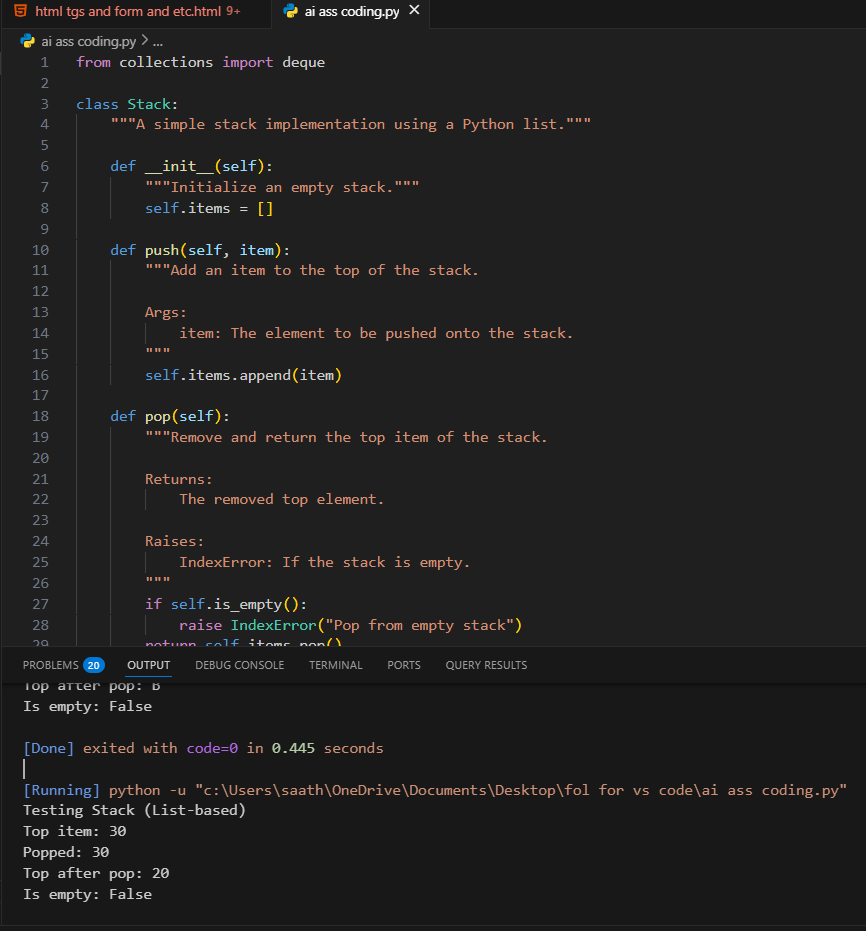 html tgs and form and etc.html 9+
ai ass coding.py
ai ass coding.py > ...
1 from collections import deque
2
3 class Stack:
4 """A simple stack implementation using a Python list."""
5
6 def __init__(self):
7 """Initialize an empty stack."""
8 self.items = []
9
10 def push(self, item):
11 """Add an item to the top of the stack.
12
13 Args:
14 item: The element to be pushed onto the stack.
15 """
16 self.items.append(item)
17
18 def pop(self):
19 """Remove and return the top item of the stack.
20
21 Returns:
22 The removed top element.
23
24 Raises:
25 IndexError: If the stack is empty.
26 """
27 if self.is_empty():
28 raise IndexError("Pop from empty stack")
29 return self.items.pop()
PROBLEMS 20 OUTPUT DEBUG CONSOLE TERMINAL PORTS QUERY RESULTS
Top after pop: B
Is empty: False
[Done] exited with code=0 in 0.445 seconds
[Running] python -u "c:\Users\saath\OneDrive\Documents\Desktop\fol for vs code\ai ass coding.py"
Testing Stack (List-based)
Top item: 30
Popped: 30
Top after pop: 20
Is empty: False